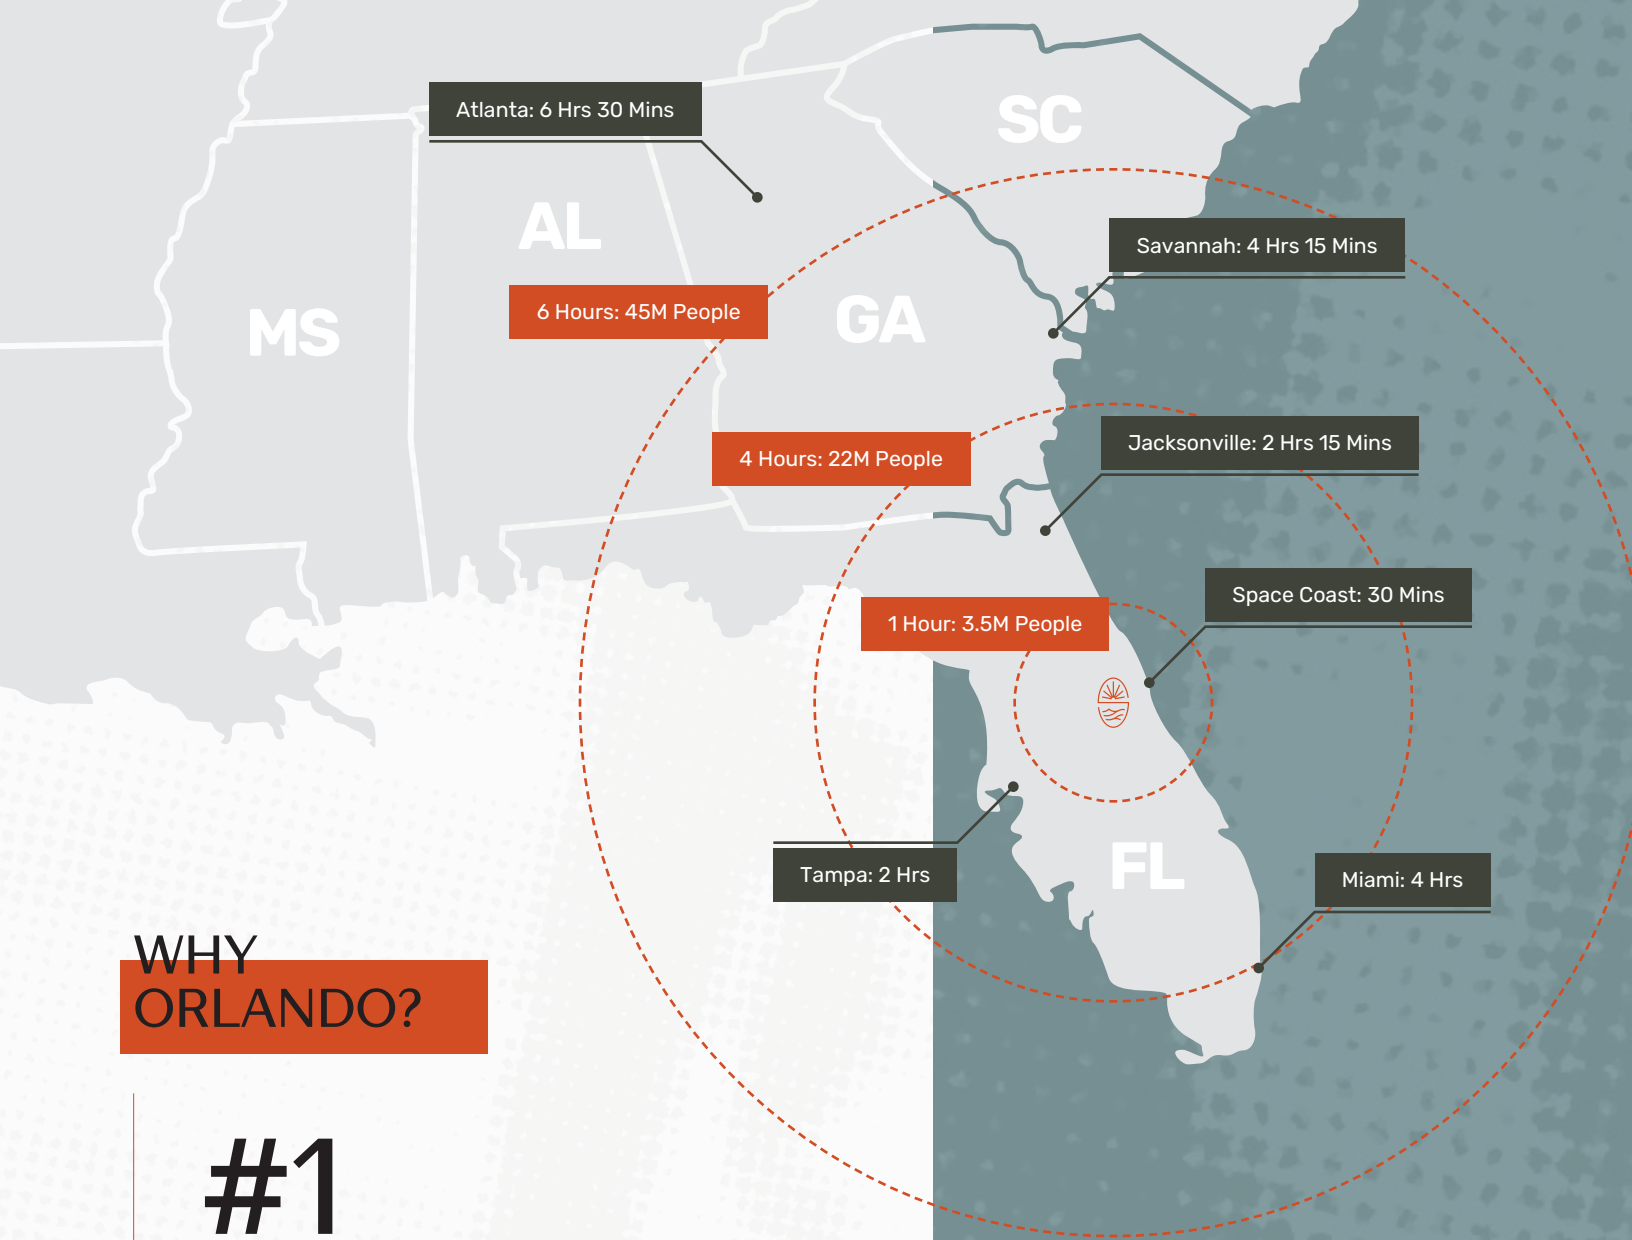 SC
Atlanta: 6 Hrs 30 Mins
AL
Savannah: 4 Hrs 15 Mins
6 Hours: 45M People
GA
MS
Jacksonville: 2 Hrs 15 Mins
4 Hours: 22M People
Space Coast: 30 Mins
1 Hour: 3.5M People
FL
Tampa: 2 Hrs
Miami: 4 Hrs
WHY
ORLANDO?
#1